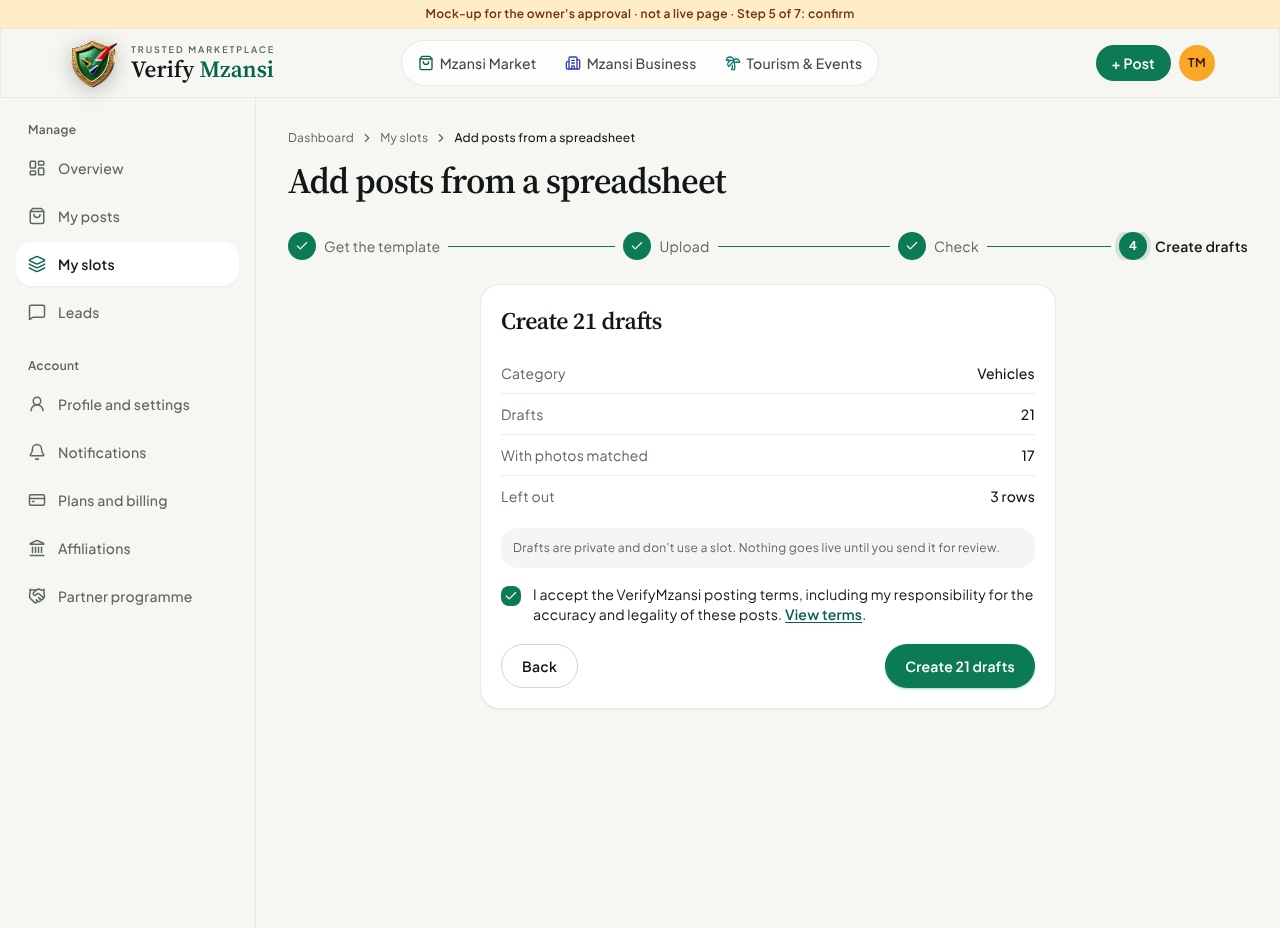 Mock-up for the owner's approval · not a live page · Step 5 of 7: confirm
TRUSTED MARKETPLACE
Verify Mzansi
Mzansi Market
Mzansi Business
Tourism & Events
+ Post
TM
Manage
Overview
My posts
My slots
Leads
Account
Profile and settings
Notifications
Plans and billing
Affiliations
Partner programme
Dashboard > My slots > Add posts from a spreadsheet
Add posts from a spreadsheet
Get the template
Upload
Check
4 Create drafts
Create 21 drafts
Category Vehicles
Drafts 21
With photos matched 17
Left out 3 rows
Drafts are private and don't use a slot. Nothing goes live until you send it for review.
I accept the VerifyMzansi posting terms, including my responsibility for the
accuracy and legality of these posts. View terms.
Back
Create 21 drafts